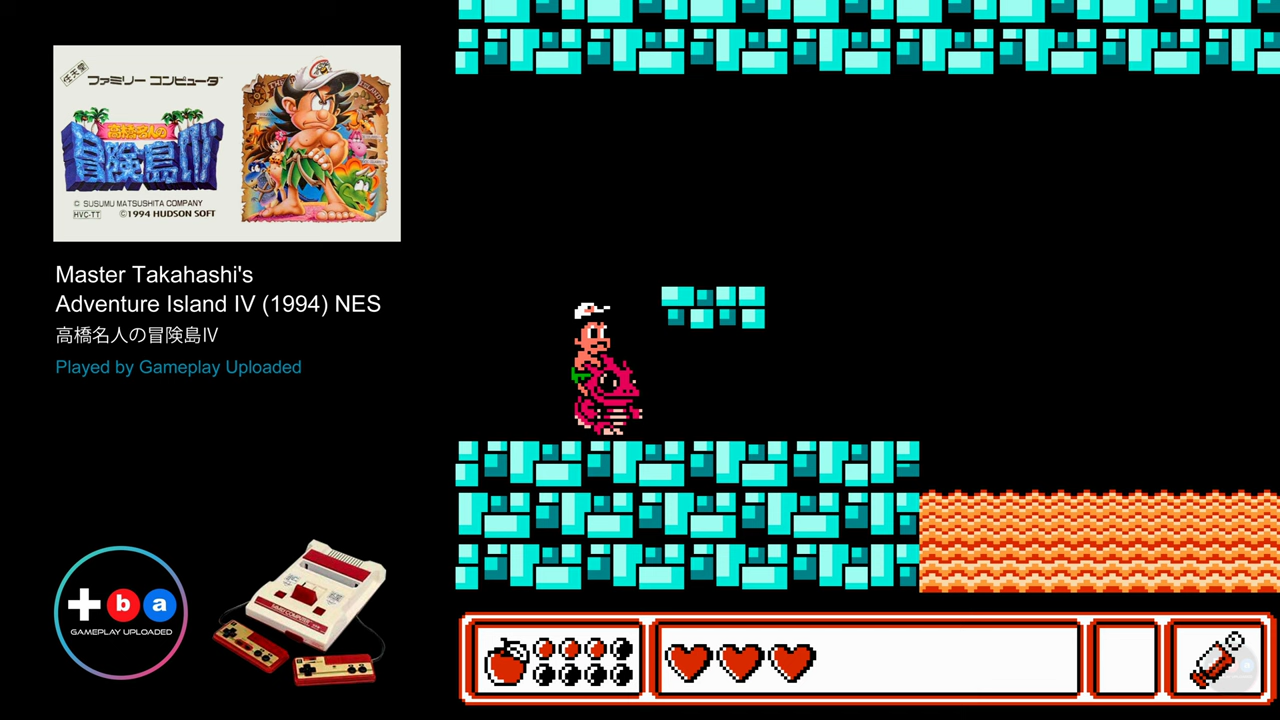 任天堂
ファミリー コンピュータ™
高橋名人の
冒険島IV
© SUSUMU MATSUSHITA COMPANY
HVC-TT ©1994 HUDSON SOFT
Master Takahashi's
Adventure Island IV (1994) NES
高橋名人の冒険島Ⅳ
Played by Gameplay Uploaded
b a
GAMEPLAY UPLOADED